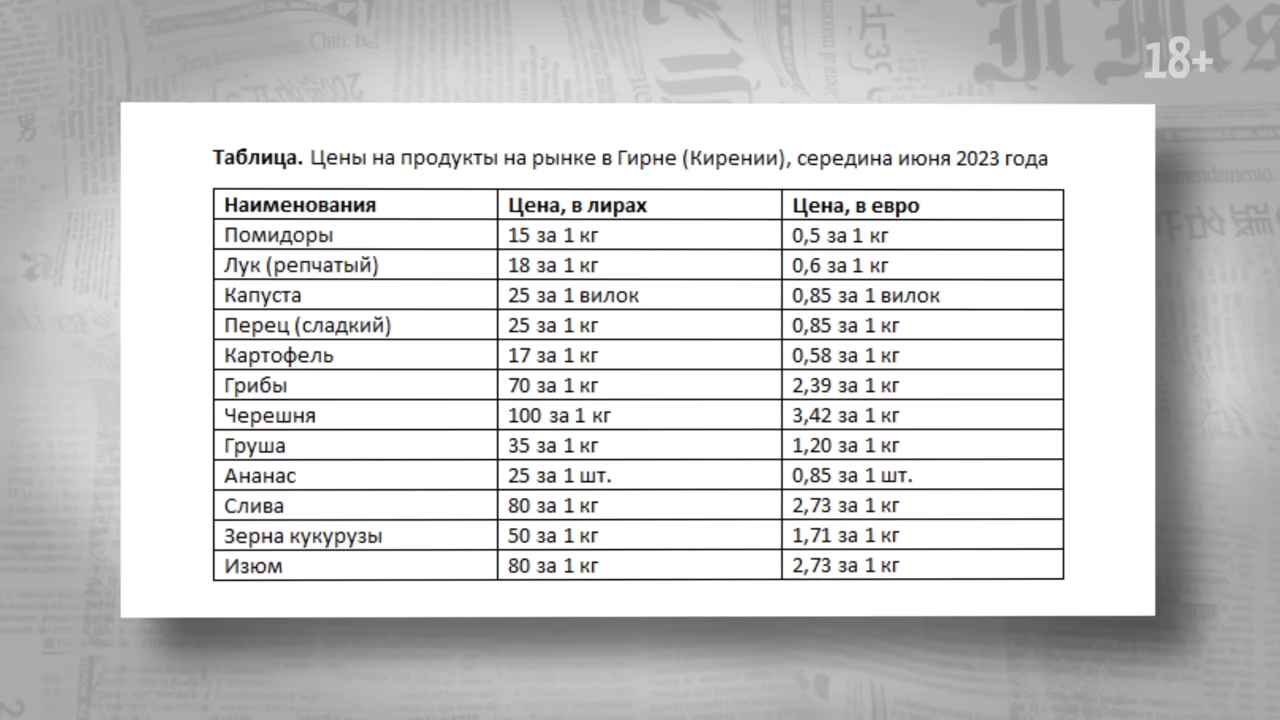 18+
Таблица. Цены на продукты на рынке в Гирне (Кирении), середина июня 2023 года
Наименования Цена, в лирах Цена, в евро
Помидоры 15 за 1 кг 0,5 за 1 кг
Лук (репчатый) 18 за 1 кг 0,6 за 1 кг
Капуста 25 за 1 вилок 0,85 за 1 вилок
Перец (сладкий) 25 за 1 кг 0,85 за 1 кг
Картофель 17 за 1 кг 0,58 за 1 кг
Грибы 70 за 1 кг 2,39 за 1 кг
Черешня 100 за 1 кг 3,42 за 1 кг
Груша 35 за 1 кг 1,20 за 1 кг
Ананас 25 за 1 шт. 0,85 за 1 шт.
Слива 80 за 1 кг 2,73 за 1 кг
Зерна кукурузы 50 за 1 кг 1,71 за 1 кг
Изюм 80 за 1 кг 2,73 за 1 кг